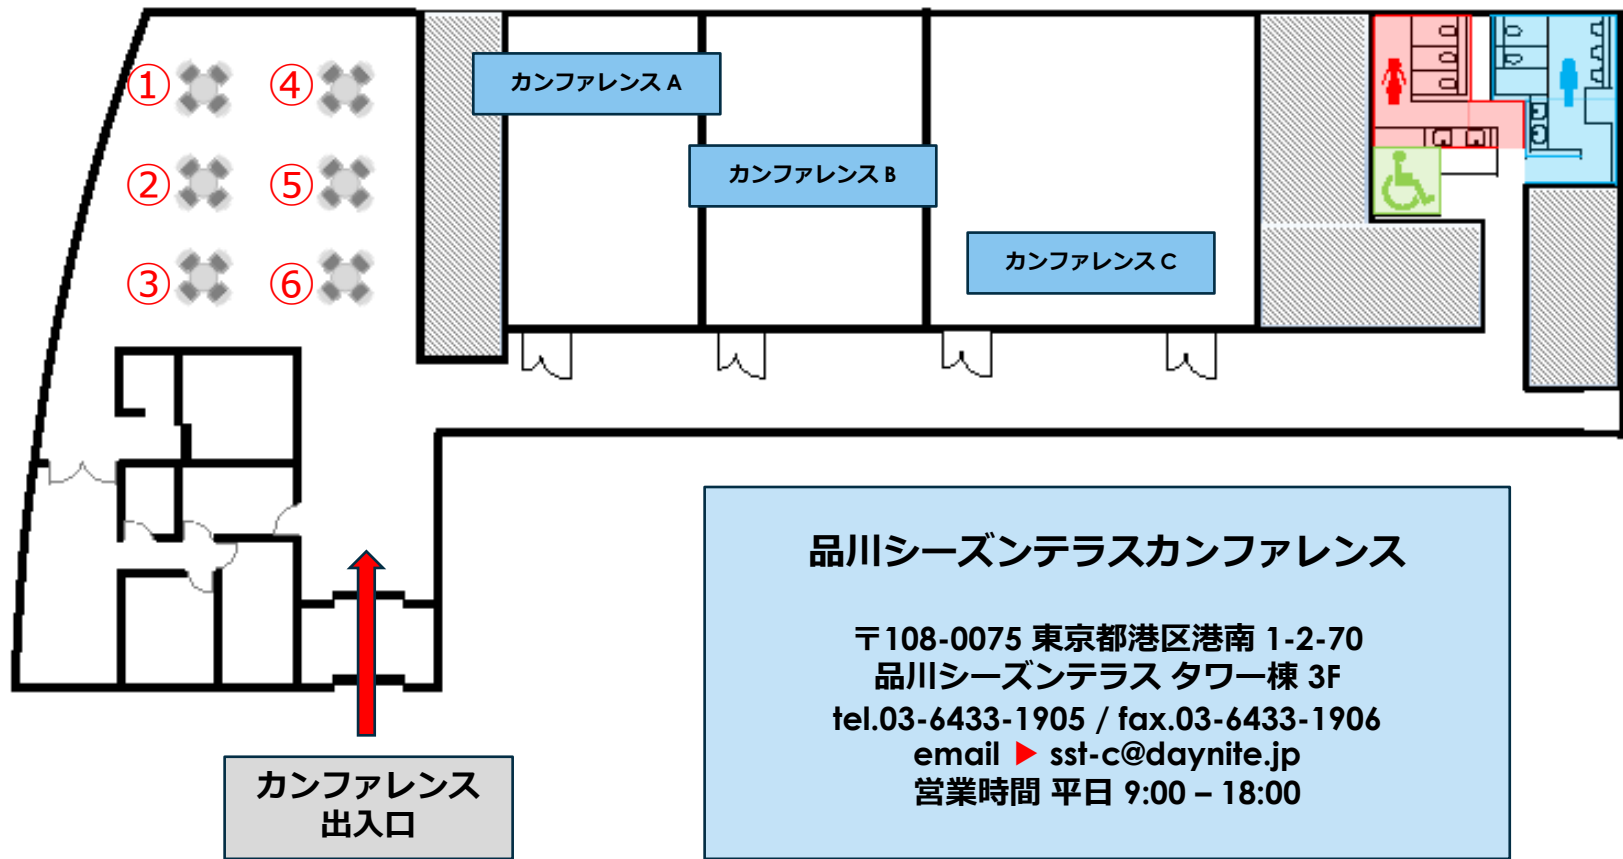 ①
④
②
⑤
③
⑥
カンファレンス A
カンファレンス B
カンファレンス C
カンファレンス
出入口
品川シーズンテラスカンファレンス
〒108-0075 東京都港区港南 1-2-70
品川シーズンテラス タワー棟 3F
tel.03-6433-1905 / fax.03-6433-1906
email ▶ sst-c@daynite.jp
営業時間 平日 9:00 – 18:00